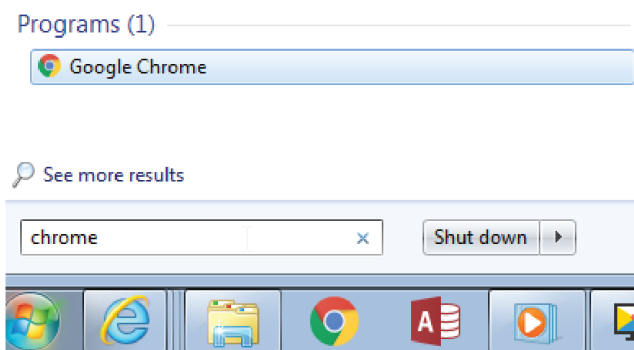 Programs (1)
Google Chrome
See more results
chrome
Shut down
A